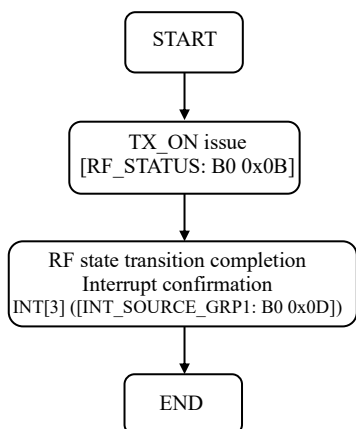 START
TX_ON issue
[RF_STATUS: B0 0x0B]
RF state transition completion
Interrupt confirmation
INT[3] ([INT_SOURCE_GRP1: B0 0x0D])
END